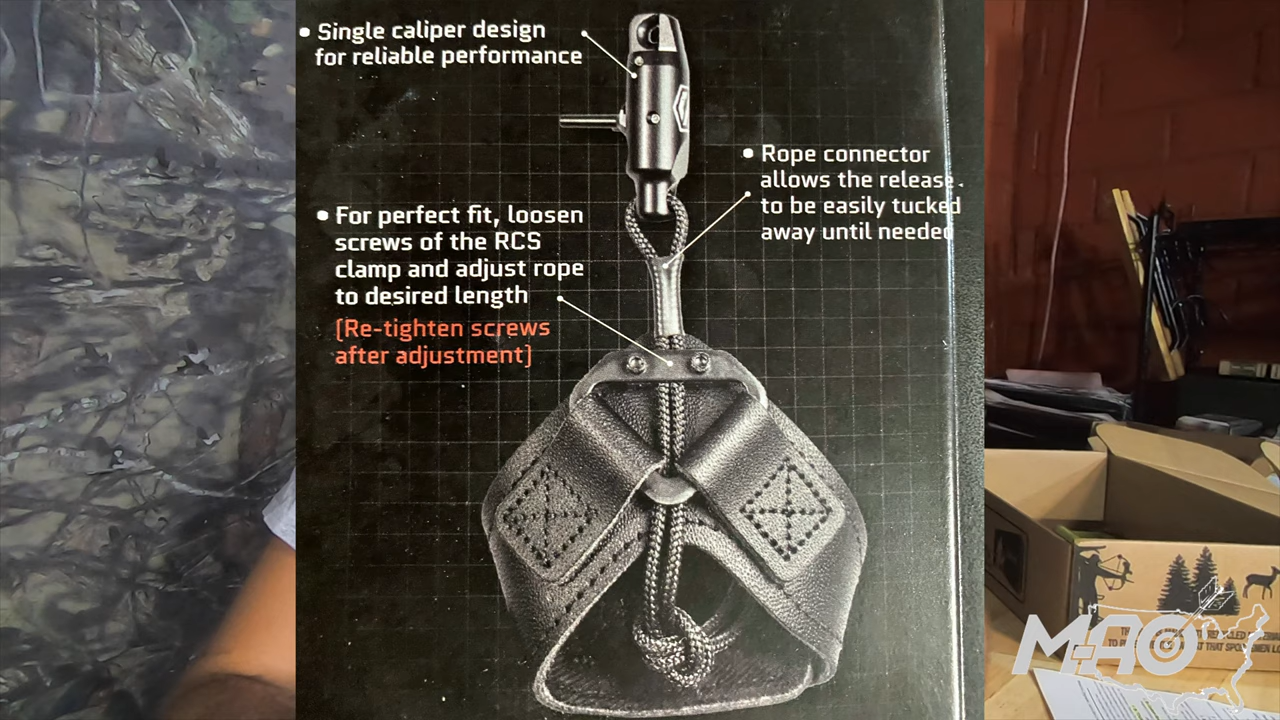 • Single caliper design
for reliable performance
• Rope connector
allows the release
to be easily tucked
away until needed
• For perfect fit, loosen
screws of the RCS
clamp and adjust rope
to desired length
[Re-tighten screws
after adjustment]
M-AO